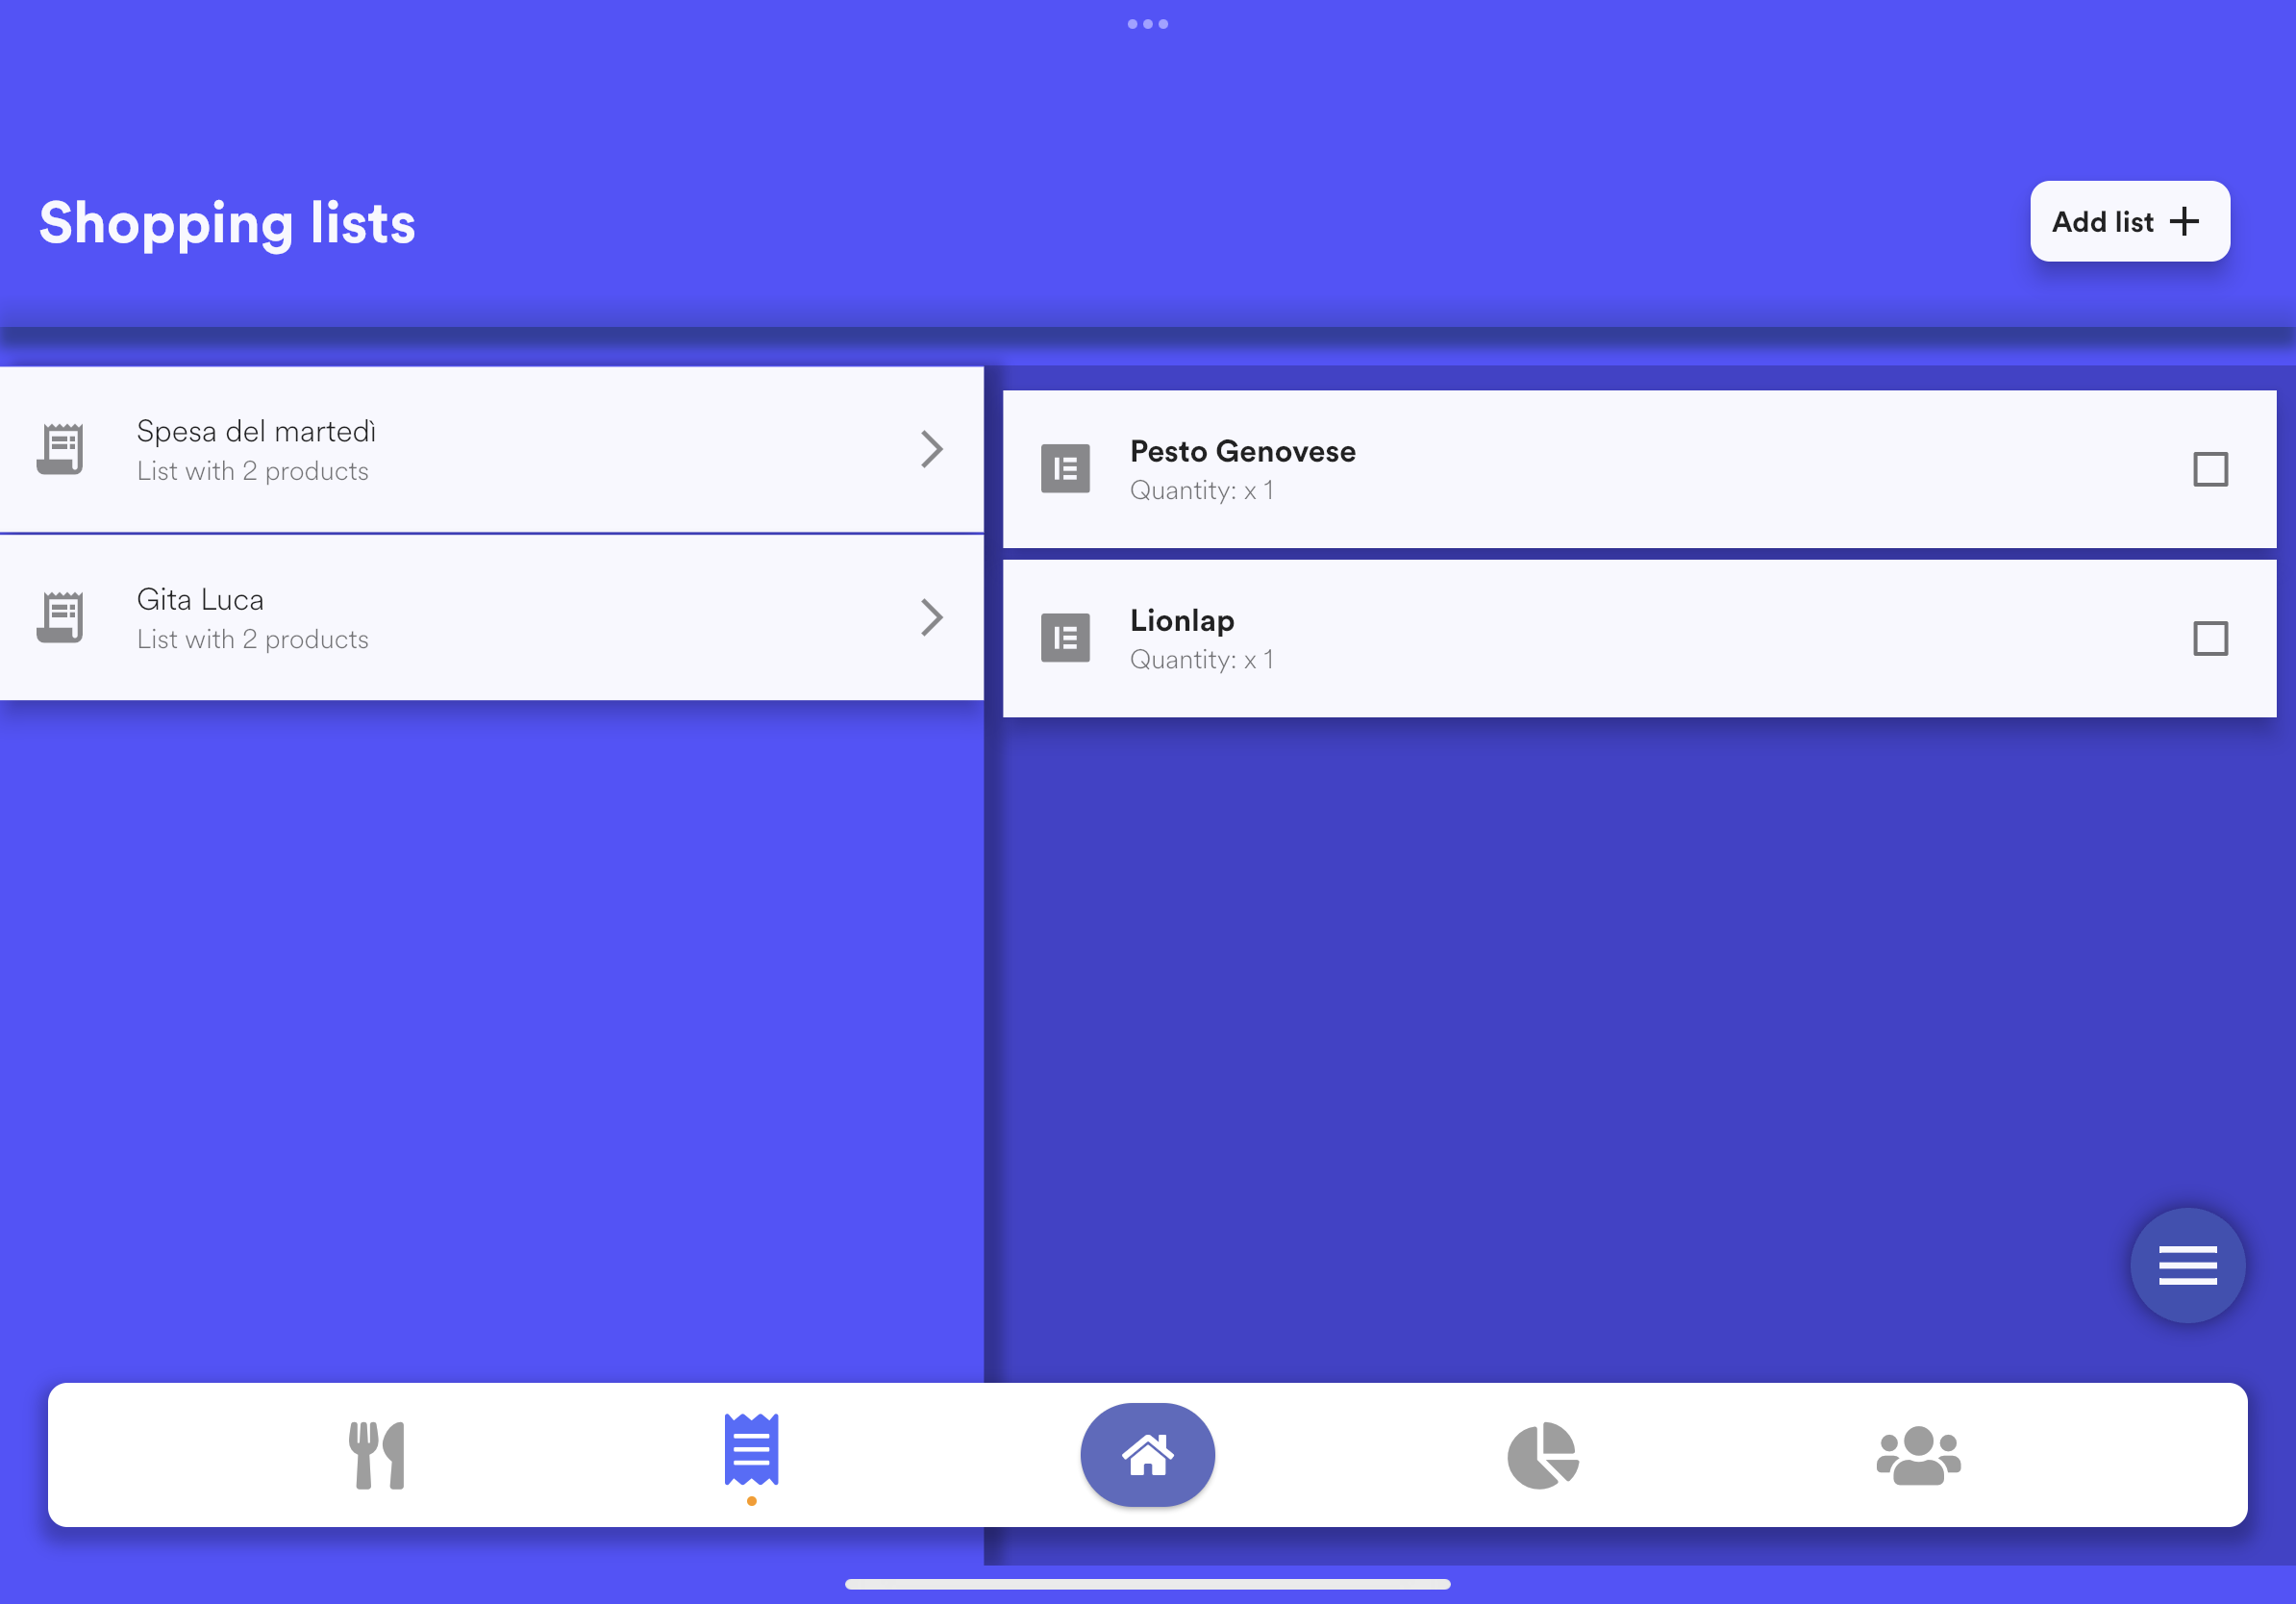 Shopping lists
Add list
Spesa del martedì
List with 2 products
Gita Luca
List with 2 products
Pesto Genovese
Quantity: x 1
Lionlap
Quantity: x 1